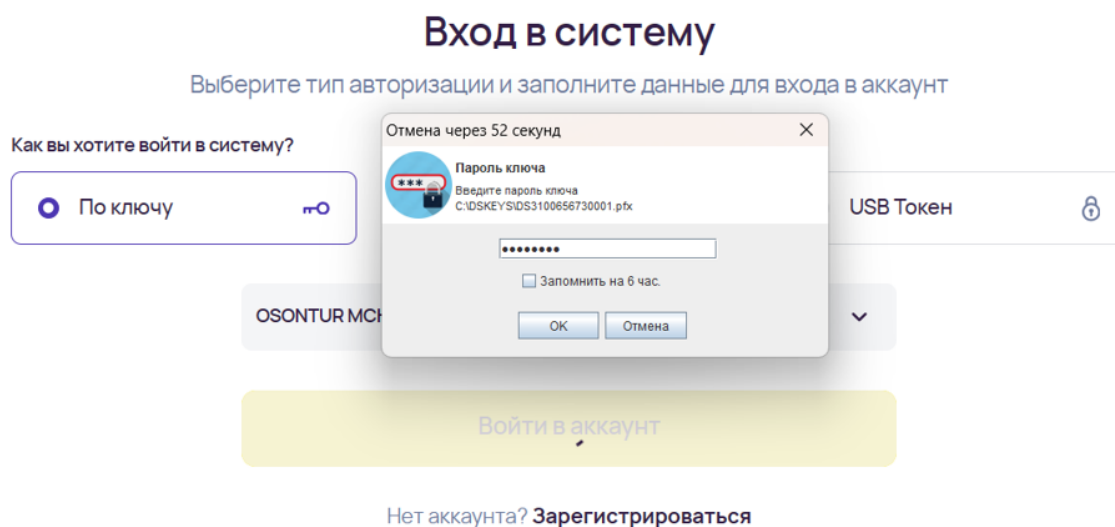 Вход в систему
Выберите тип авторизации и заполните данные для входа в аккаунт
Как вы хотите войти в систему?
По ключу
USB Токен
Отмена через 52 секунд
Пароль ключа
***
Введите пароль ключа
C:\DSKEYS\DS3100656730001.pfx
••••••••
Запомнить на 6 час.
OK
Отмена
OSONTUR
Войти в аккаунт
Нет аккаунта? Зарегистрироваться